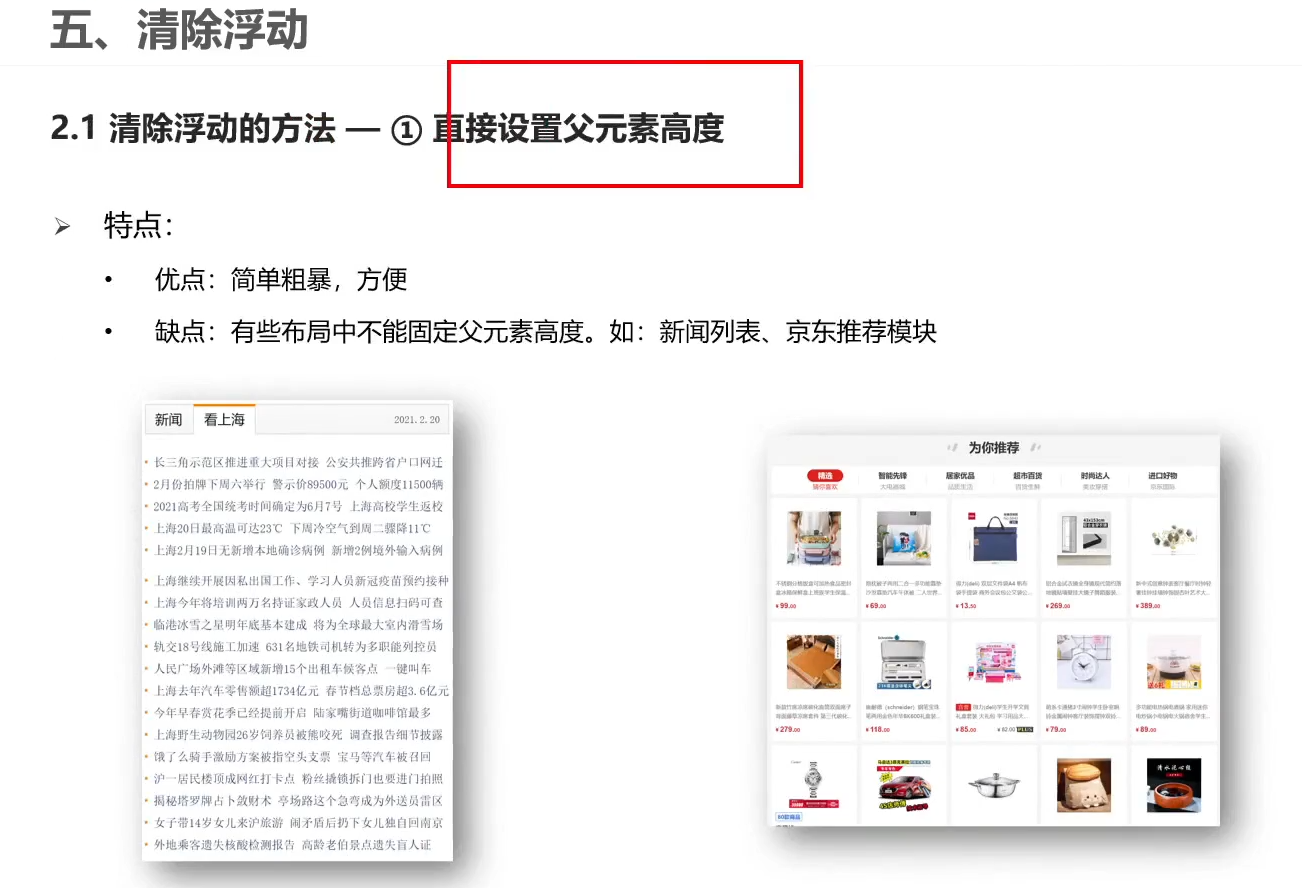 五、清除浮动
2.1 清除浮动的方法 — ① 直接设置父元素高度
特点：
优点：简单粗暴，方便
缺点：有些布局中不能固定父元素高度。如：新闻列表、京东推荐模块
新闻 看上海 2021. 2. 20
长三角示范区推进重大项目对接 公安共推跨省户口网迁
2月份拍牌下周六举行 警示价89500元 个人额度11500辆
2021高考全国统考时间确定为6月7号 上海高校学生返校
上海20日最高温可达23℃ 下周冷空气到周二骤降11℃
上海2月19日无新增本地确诊病例 新增2例境外输入病例
上海继续开展因私出国工作、学习人员新冠疫苗预约接种
上海今年将培训两万名持证家政人员 人员信息扫码可查
临港冰雪之星明年底基本建成 将为全球最大室内滑雪场
轨交18号线施工加速 631名地铁司机转为多职能列控员
人民广场外滩等区域新增15个出租车候客点 一键叫车
上海去年汽车零售额超1734亿元 春节档总票房超3.6亿元
今年早春赏花季已经提前开启 陆家嘴街道咖啡馆最多
上海野生动物园26岁饲养员被熊咬死 调查报告细节披露
饿了么骑手激励方案被指空头支票 宝马等汽车被召回
沪一居民楼顶成网红打卡点 粉丝撬锁拆门也要进门拍照
揭秘塔罗牌占卜敛财术 亭场路这个急弯成为外送员雷区
女子带14岁女儿来沪旅游 闹矛盾后扔下女儿独自回南京
外地乘客遗失核酸检测报告 高龄老伯景点遗失盲人证
为你推荐
精选 智能先锋 居家优品 超市百货 时尚达人 进口好物
猜你喜欢 大电器城 品质生活 百货生鲜 美妆穿搭 京东国际
¥ 99.00 ¥ 69.00 ¥ 13.50 ¥ 269.00 ¥ 389.00
¥ 279.00 ¥ 118.00 ¥ 85.00 ¥ 82.00 PLUS ¥ 79.00 ¥ 89.00